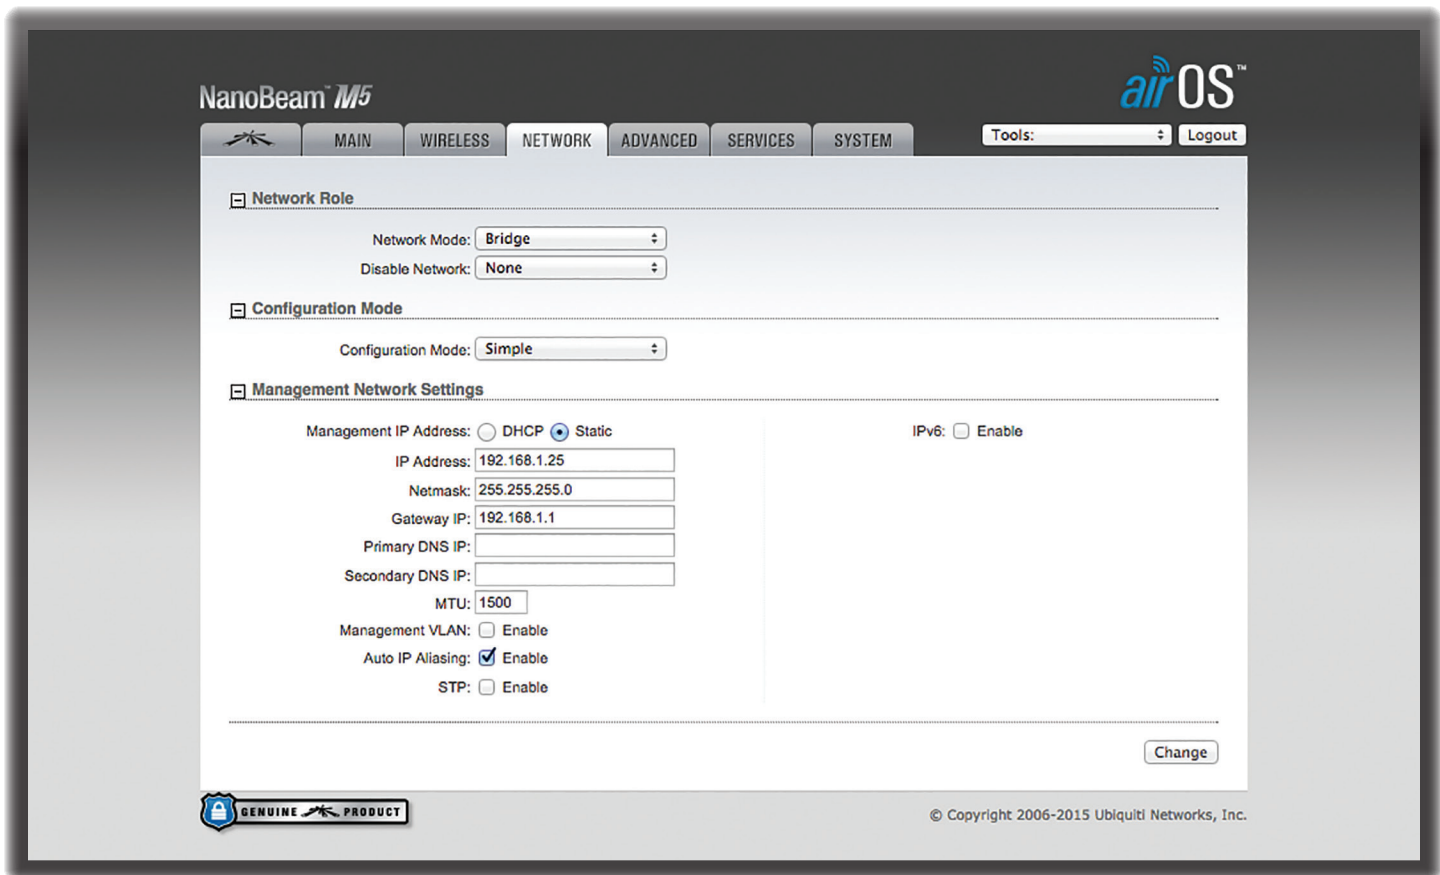 NanoBeam™ M5
airOS™
MAIN WIRELESS NETWORK ADVANCED SERVICES SYSTEM Tools: Logout
Network Role
Network Mode: Bridge
Disable Network: None
Configuration Mode
Configuration Mode: Simple
Management Network Settings
Management IP Address: DHCP Static
IPv6: Enable
IP Address: 192.168.1.25
Netmask: 255.255.255.0
Gateway IP: 192.168.1.1
Primary DNS IP:
Secondary DNS IP:
MTU: 1500
Management VLAN: Enable
Auto IP Aliasing: Enable
STP: Enable
Change
GENUINE PRODUCT
© Copyright 2006-2015 Ubiquiti Networks, Inc.